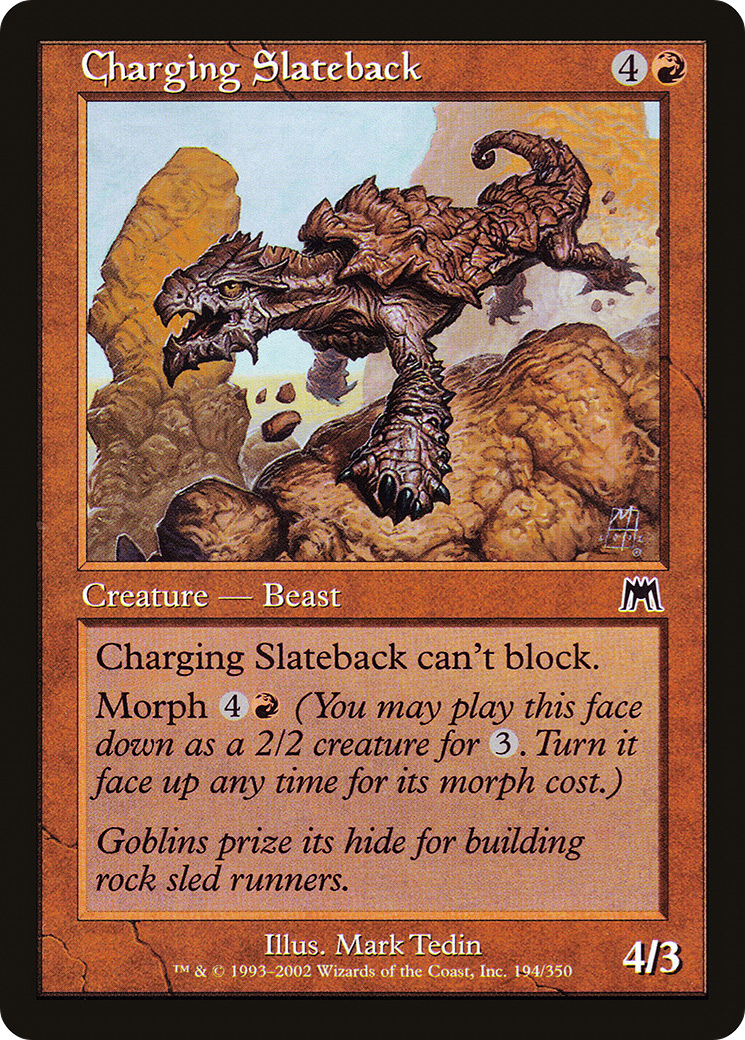 Charging Slateback 4
Creature — Beast
Charging Slateback can't block.
Morph 4 (You may play this face
down as a 2/2 creature for 3. Turn it
face up any time for its morph cost.)
Goblins prize its hide for building
rock sled runners.
Illus. Mark Tedin
™ & © 1993–2002 Wizards of the Coast, Inc. 194/350
4/3